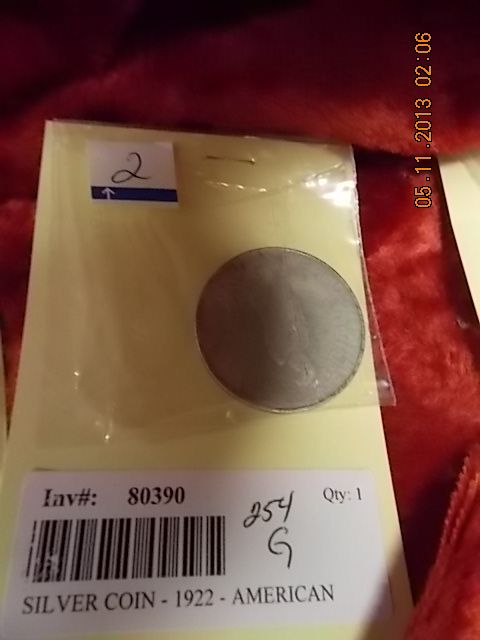 05.11.2013 02:06
2
Inv#: 80390
Qty: 1
254
G
SILVER COIN - 1922 - AMERICAN